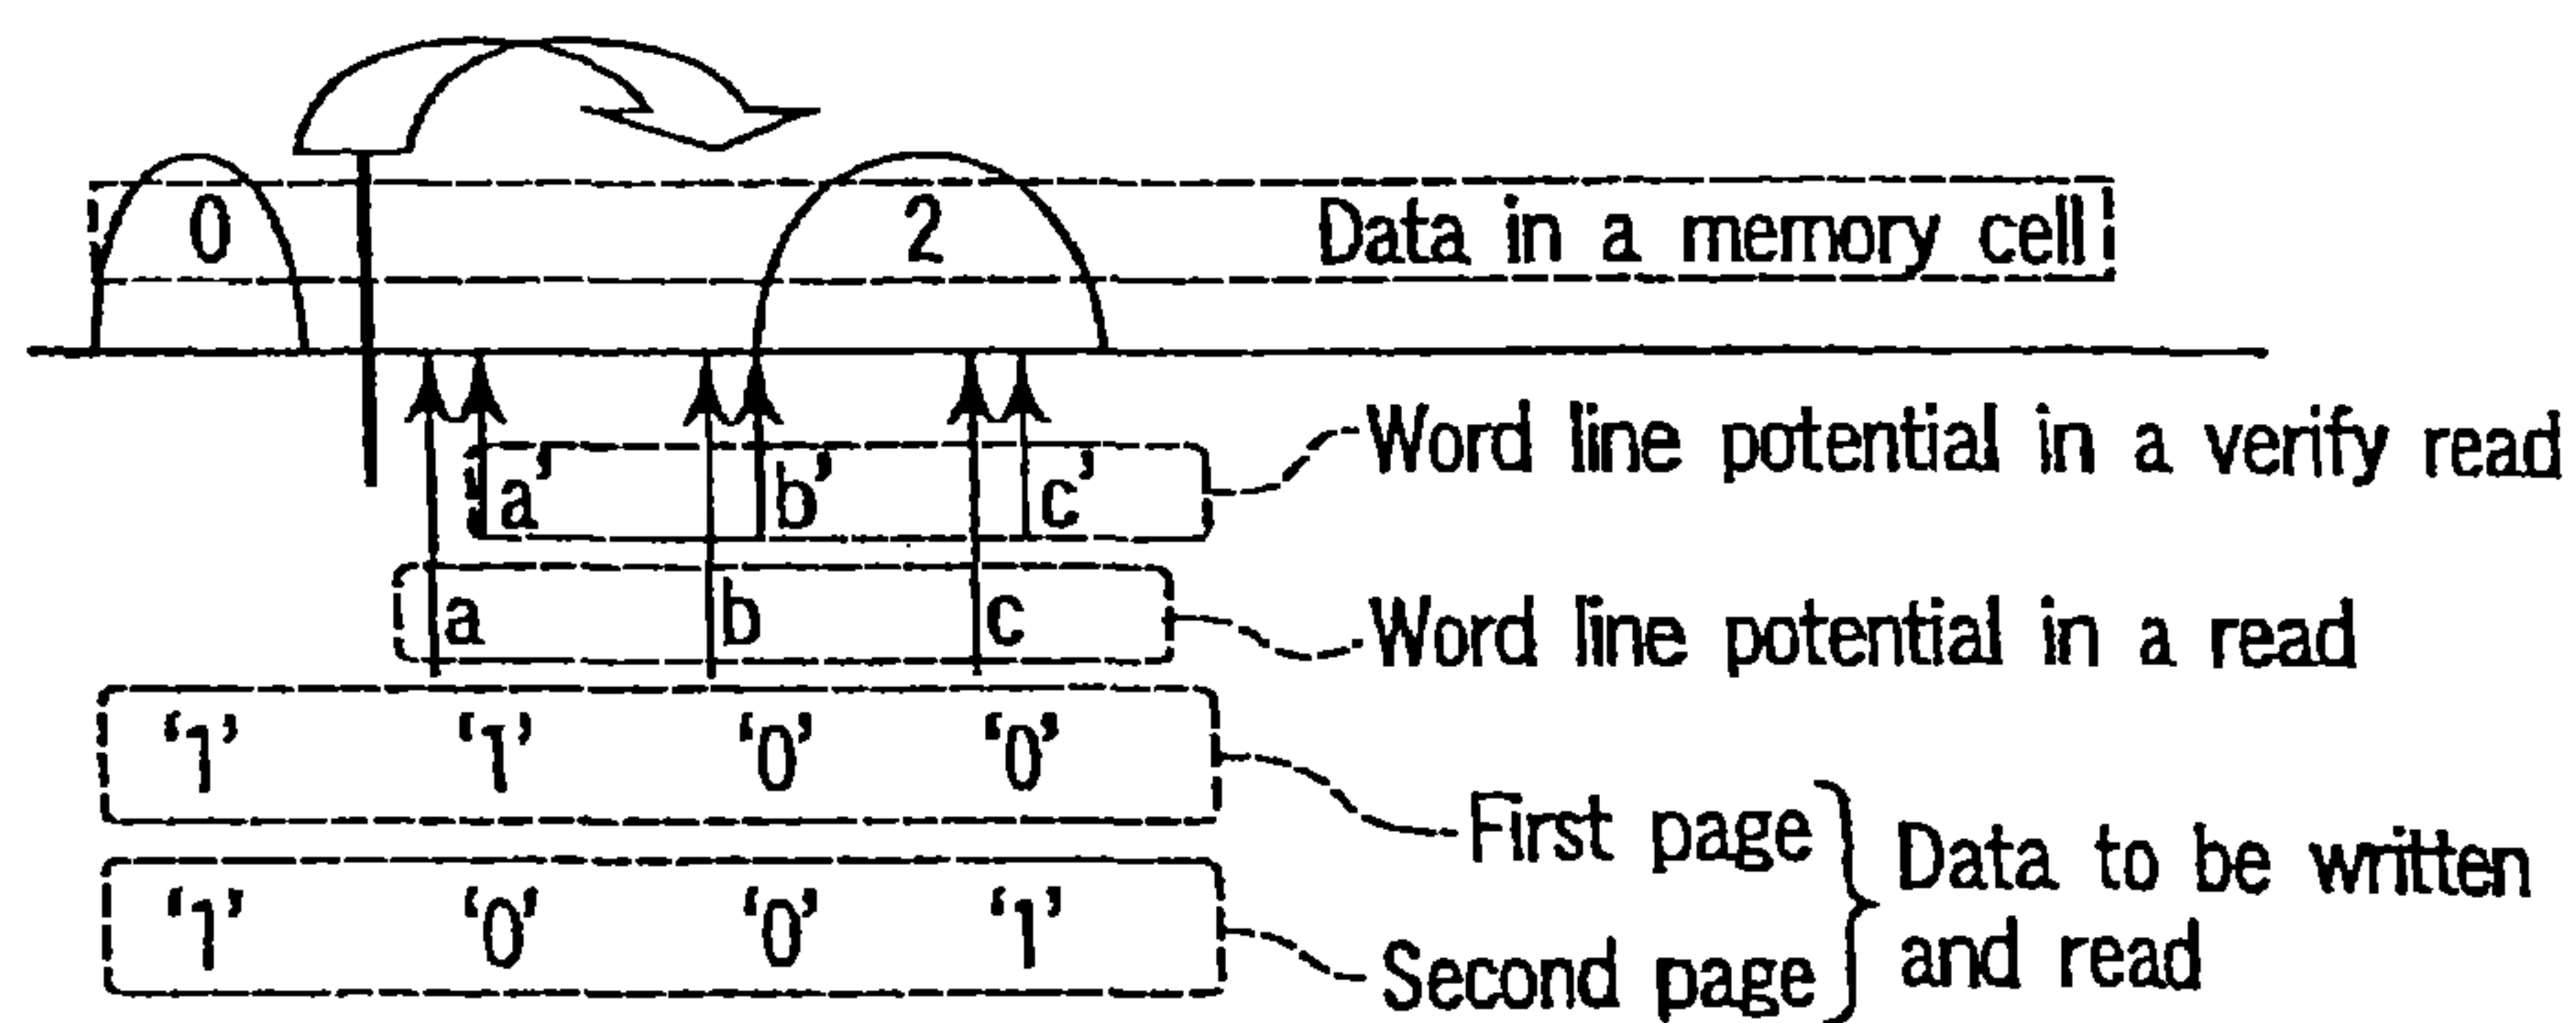 0 2 Data in a memory cell
a' b' c' Word line potential in a verify read
a b c Word line potential in a read
‘1’ ‘1’ ‘0’ ‘0’ First page
‘1’ ‘0’ ‘0’ ‘1’ Second page
Data to be written
and read